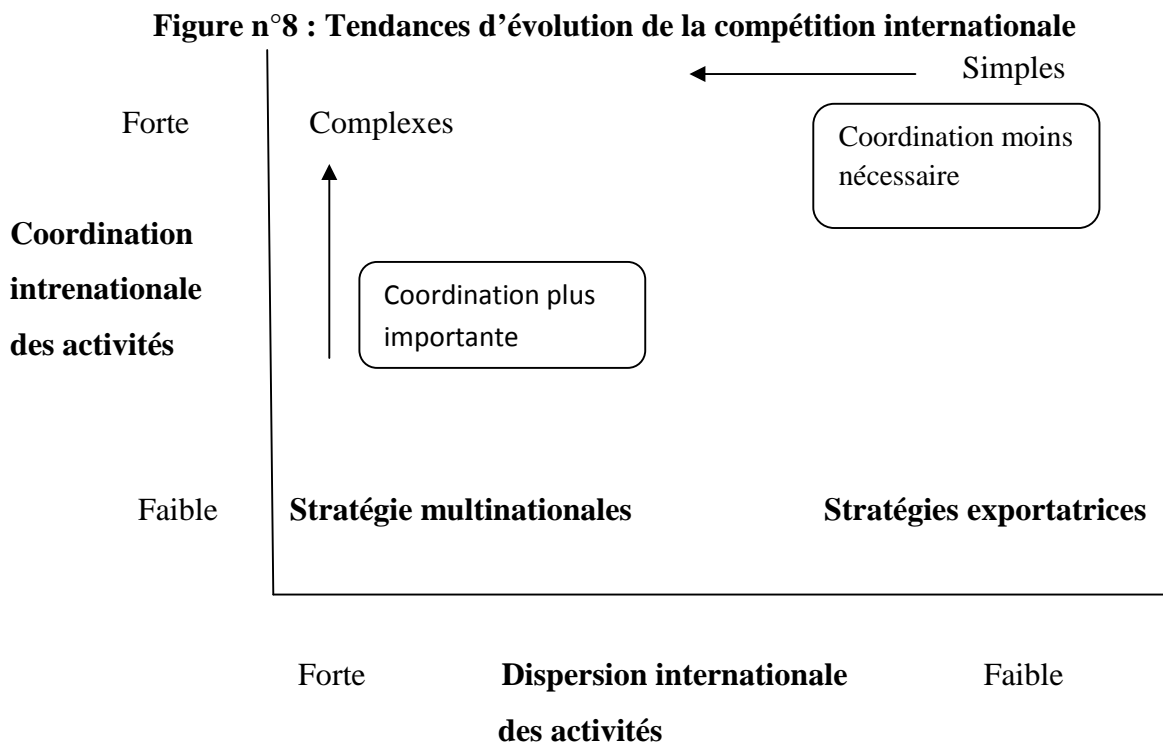 Figure n°8 : Tendances d’évolution de la compétition internationale
Simples
Forte
Complexes
Coordination moins
nécessaire
Coordination
intrenationale
des activités
Coordination plus
importante
Faible
Stratégie multinationales
Stratégies exportatrices
Forte
Dispersion internationale
des activités
Faible